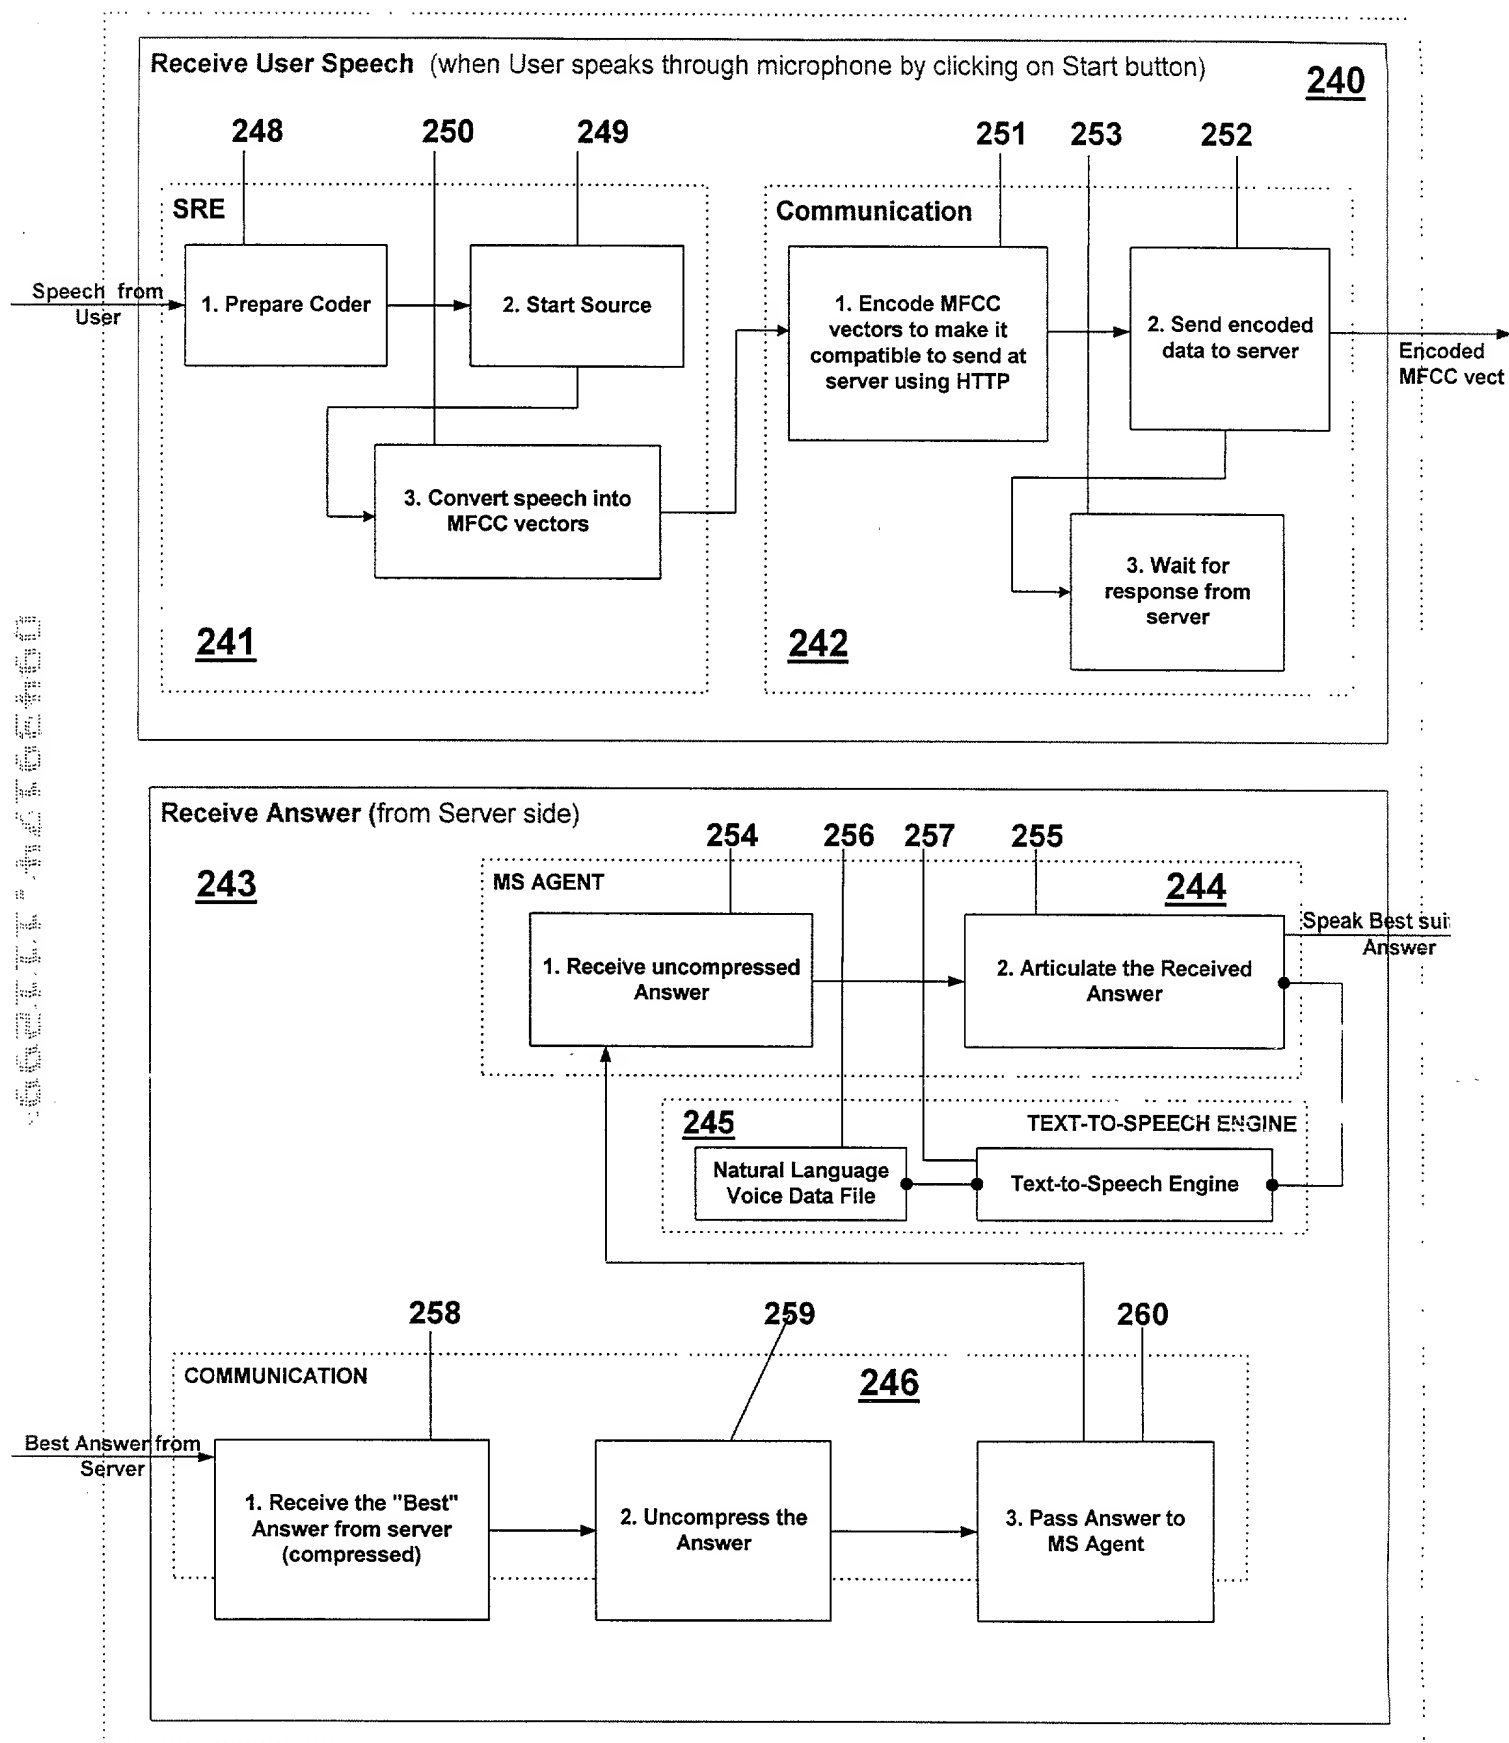 Receive User Speech (when User speaks through microphone by clicking on Start button)
240
248
250
249
251
253
252
SRE
Communication
Speech from
User
1. Prepare Coder
2. Start Source
1. Encode MFCC
vectors to make it
compatible to send at
server using HTTP
2. Send encoded
data to server
Encoded
MFCC vect
3. Convert speech into
MFCC vectors
3. Wait for
response from
server
241
242
Receive Answer (from Server side)
254
256
257
255
243
MS AGENT
244
Speak Best sui
Answer
1. Receive uncompressed
Answer
2. Articulate the Received
Answer
245
TEXT-TO-SPEECH ENGINE
Natural Language
Voice Data File
Text-to-Speech Engine
258
259
260
COMMUNICATION
246
Best Answer from
Server
1. Receive the "Best"
Answer from server
(compressed)
2. Uncompress the
Answer
3. Pass Answer to
MS Agent